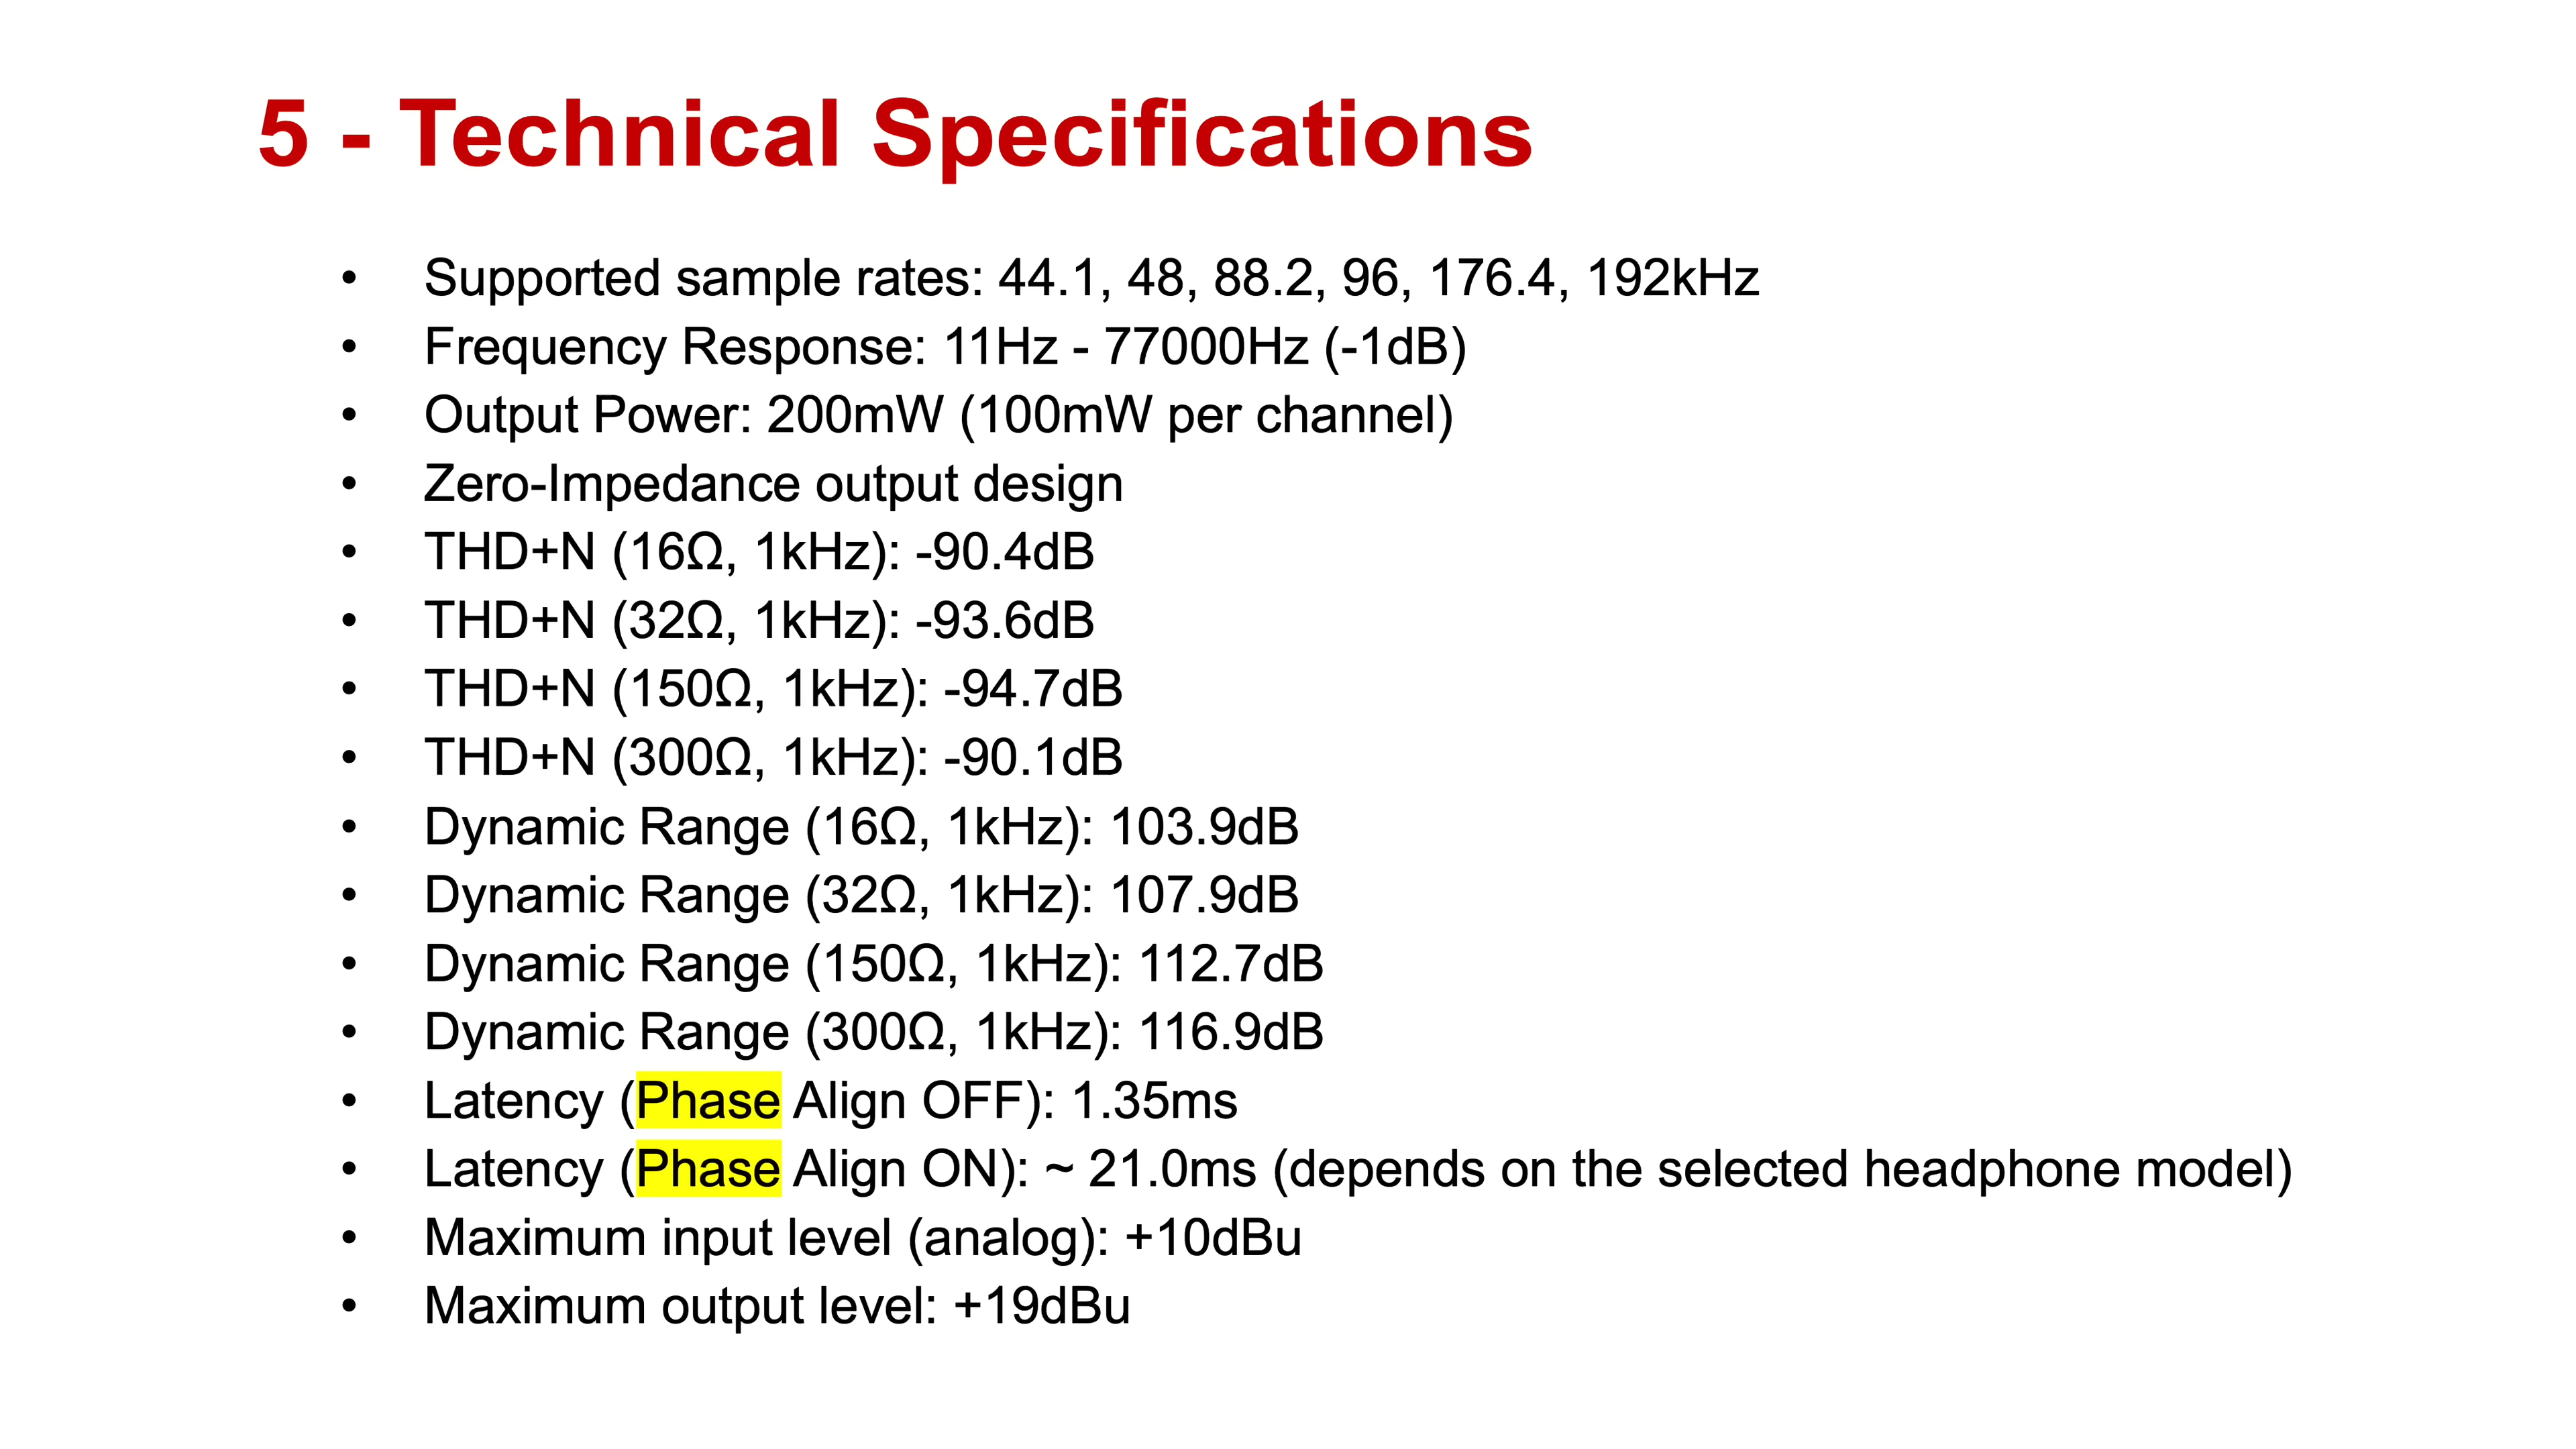 5 - Technical Specifications
• Supported sample rates: 44.1, 48, 88.2, 96, 176.4, 192kHz
• Frequency Response: 11Hz - 77000Hz (-1dB)
• Output Power: 200mW (100mW per channel)
• Zero-Impedance output design
• THD+N (16Ω, 1kHz): -90.4dB
• THD+N (32Ω, 1kHz): -93.6dB
• THD+N (150Ω, 1kHz): -94.7dB
• THD+N (300Ω, 1kHz): -90.1dB
• Dynamic Range (16Ω, 1kHz): 103.9dB
• Dynamic Range (32Ω, 1kHz): 107.9dB
• Dynamic Range (150Ω, 1kHz): 112.7dB
• Dynamic Range (300Ω, 1kHz): 116.9dB
• Latency (Phase Align OFF): 1.35ms
• Latency (Phase Align ON): ~ 21.0ms (depends on the selected headphone model)
• Maximum input level (analog): +10dBu
• Maximum output level: +19dBu